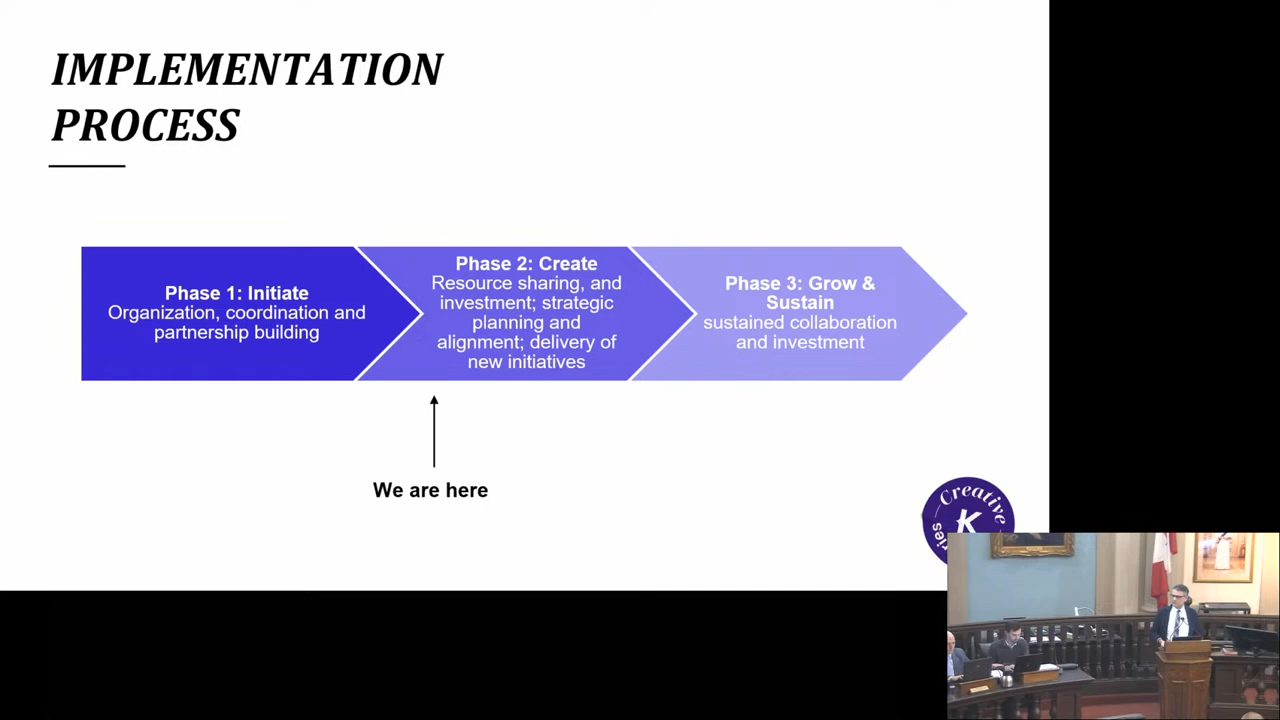 IMPLEMENTATION
PROCESS
Phase 1: Initiate
Organization, coordination and
partnership building
Phase 2: Create
Resource sharing, and
investment; strategic
planning and
alignment; delivery of
new initiatives
Phase 3: Grow &
Sustain
sustained collaboration
and investment
We are here
Creative
K